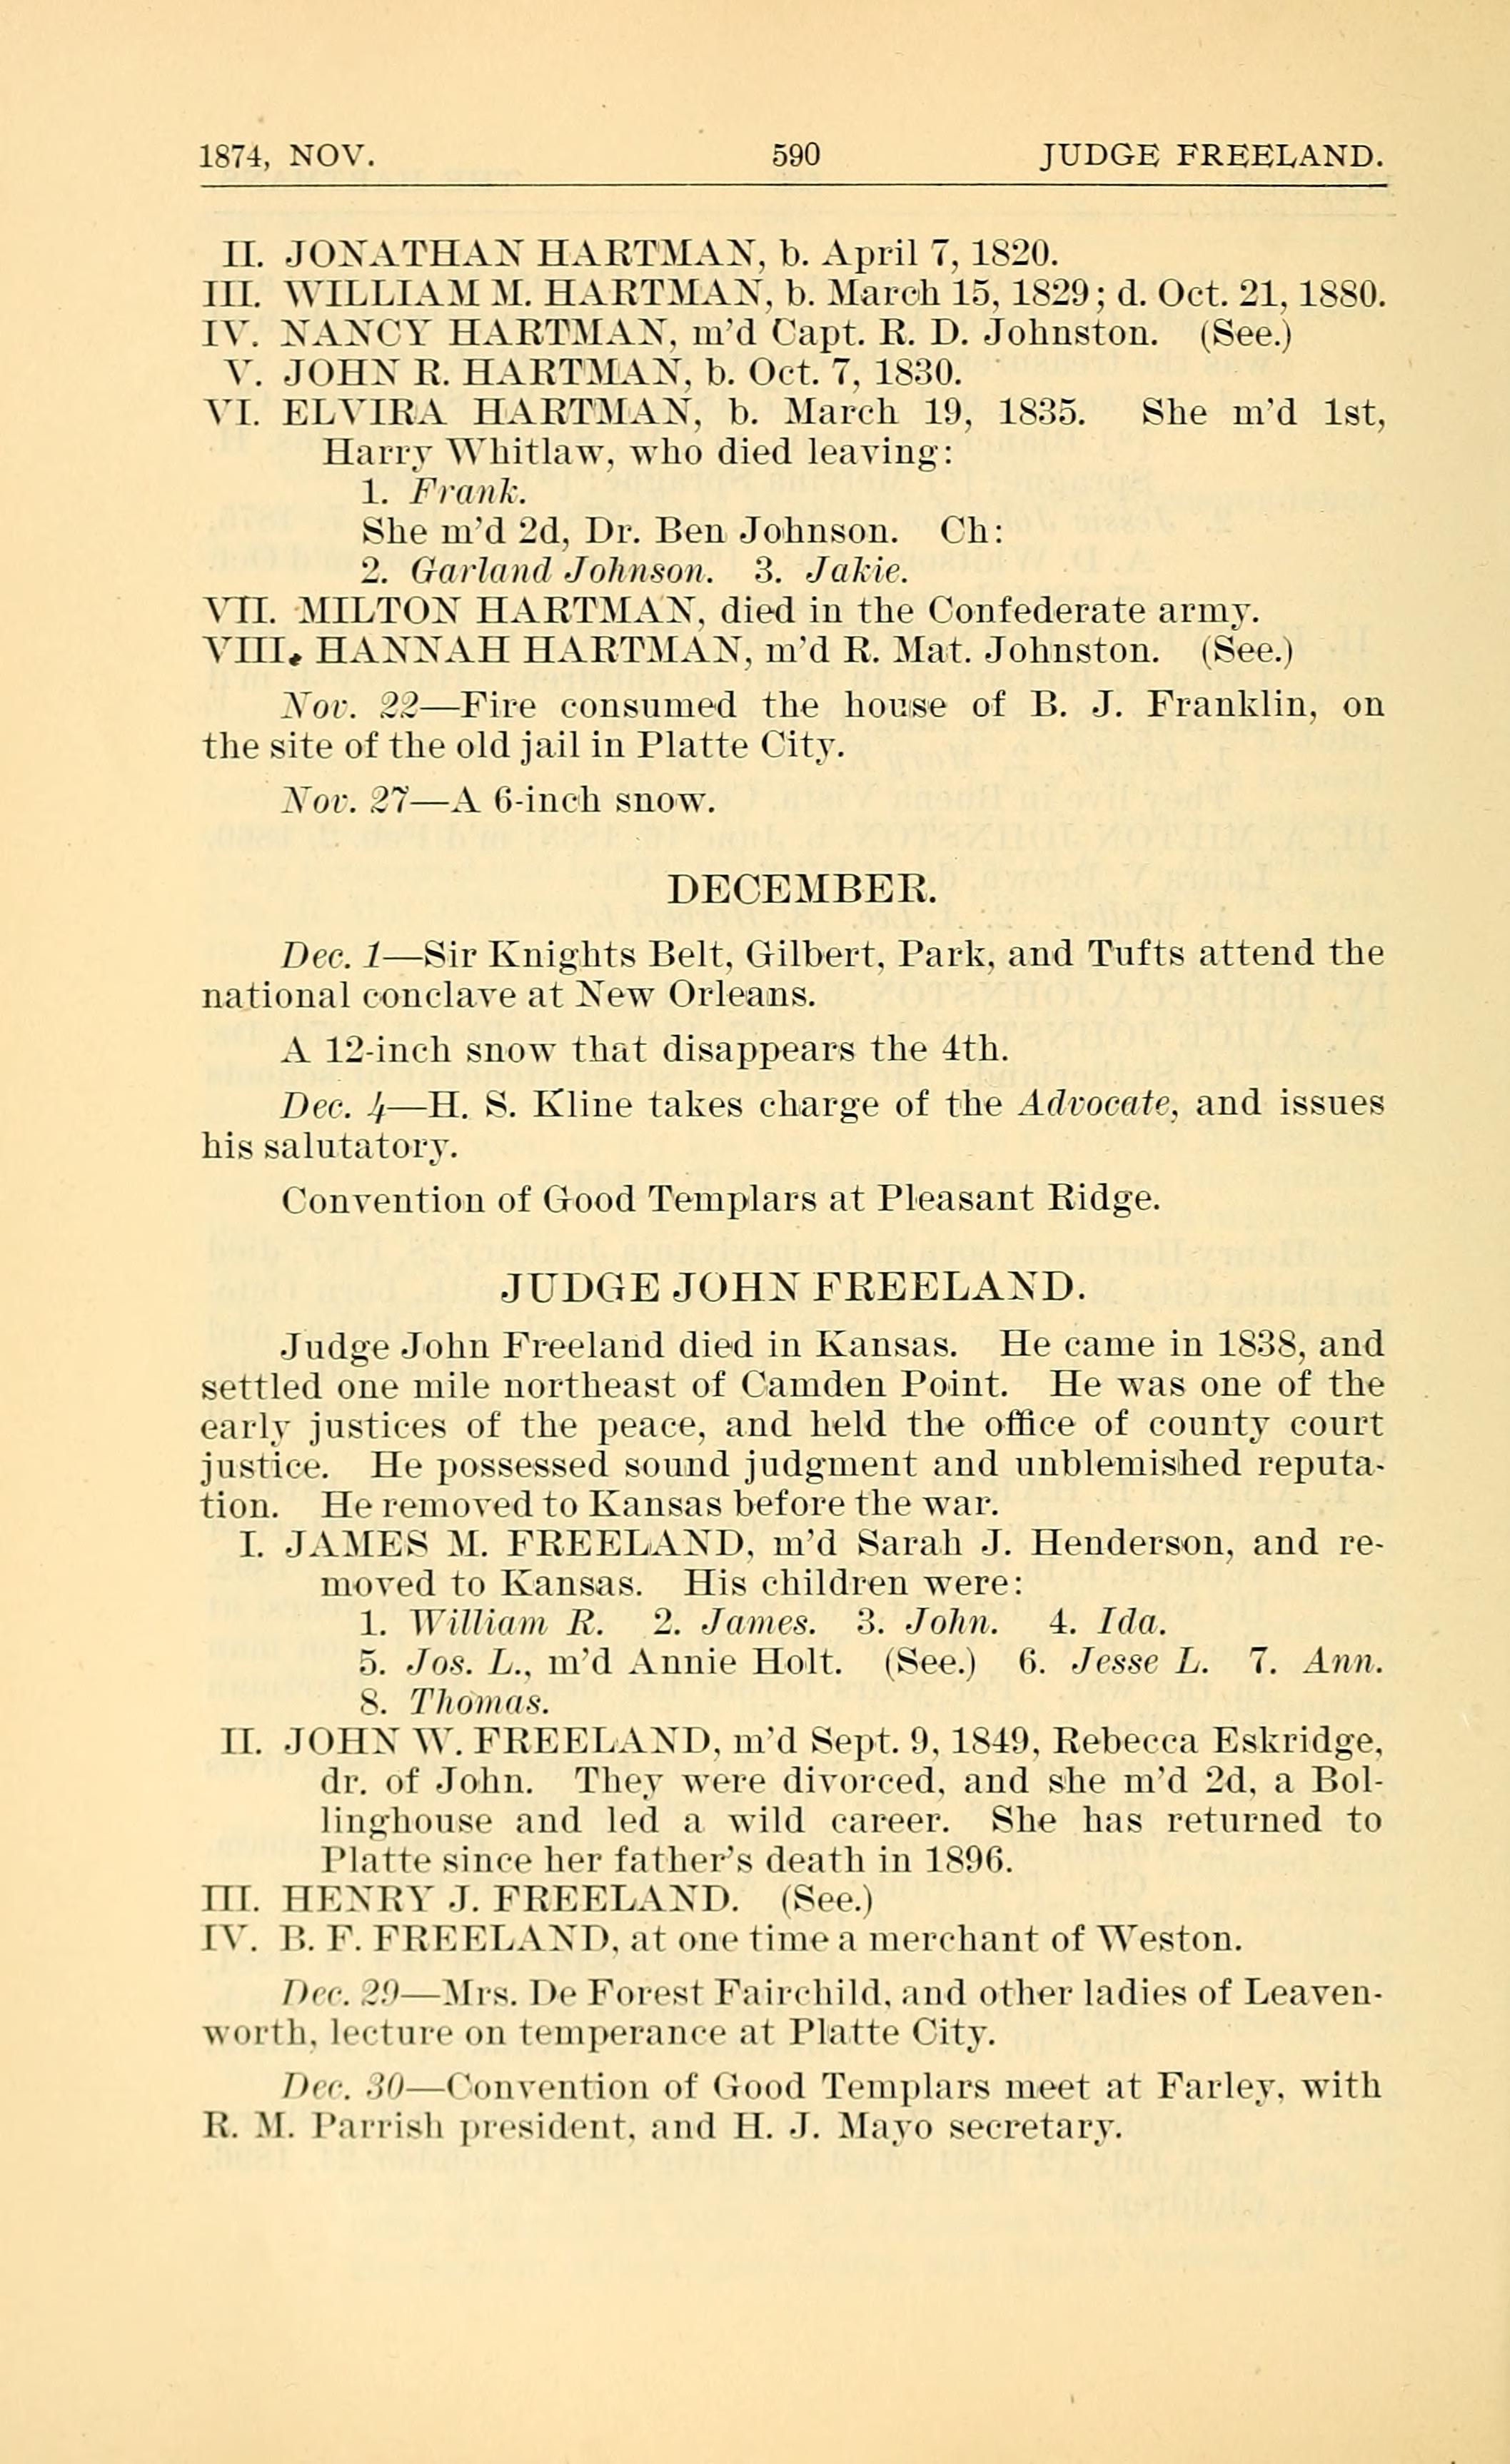 1874, NOV. 590 JUDGE FREELAND.
II. JONATHAN HARTMAN, b. April 7, 1820.
III. WILLIAM M. HARTMAN, b. March 15, 1829; d. Oct. 21, 1880.
IV. NANCY HARTMAN, m'd Capt. R. D. Johnston. (See.)
V. JOHN R. HARTMAN, b. Oct. 7, 1830.
VI. ELVIRA HARTMAN, b. March 19, 1835. She m'd 1st,
Harry Whitlaw, who died leaving:
1. Frank.
She m'd 2d, Dr. Ben Johnson. Ch:
2. Garland Johnson. 3. Jakie.
VII. MILTON HARTMAN, died in the Confederate army.
VIII. HANNAH HARTMAN, m'd R. Mat. Johnston. (See.)
Nov. 22—Fire consumed the house of B. J. Franklin, on
the site of the old jail in Platte City.
Nov. 27—A 6-inch snow.
DECEMBER.
Dec. 1—Sir Knights Belt, Gilbert, Park, and Tufts attend the
national conclave at New Orleans.
A 12-inch snow that disappears the 4th.
Dec. 4—H. S. Kline takes charge of the Advocate, and issues
his salutatory.
Convention of Good Templars at Pleasant Ridge.
JUDGE JOHN FREELAND.
Judge John Freeland died in Kansas. He came in 1838, and
settled one mile northeast of Camden Point. He was one of the
early justices of the peace, and held the office of county court
justice. He possessed sound judgment and unblemished reputa-
tion. He removed to Kansas before the war.
I. JAMES M. FREELAND, m'd Sarah J. Henderson, and re-
moved to Kansas. His children were:
1. William R. 2. James. 3. John. 4. Ida.
5. Jos. L., m'd Annie Holt. (See.) 6. Jesse L. 7. Ann.
8. Thomas.
II. JOHN W. FREELAND, m'd Sept. 9, 1849, Rebecca Eskridge,
dr. of John. They were divorced, and she m'd 2d, a Bol-
linghouse and led a wild career. She has returned to
Platte since her father's death in 1896.
III. HENRY J. FREELAND. (See.)
IV. B. F. FREELAND, at one time a merchant of Weston.
Dec. 29—Mrs. De Forest Fairchild, and other ladies of Leaven-
worth, lecture on temperance at Platte City.
Dec. 30—Convention of Good Templars meet at Farley, with
R. M. Parrish president, and H. J. Mayo secretary.